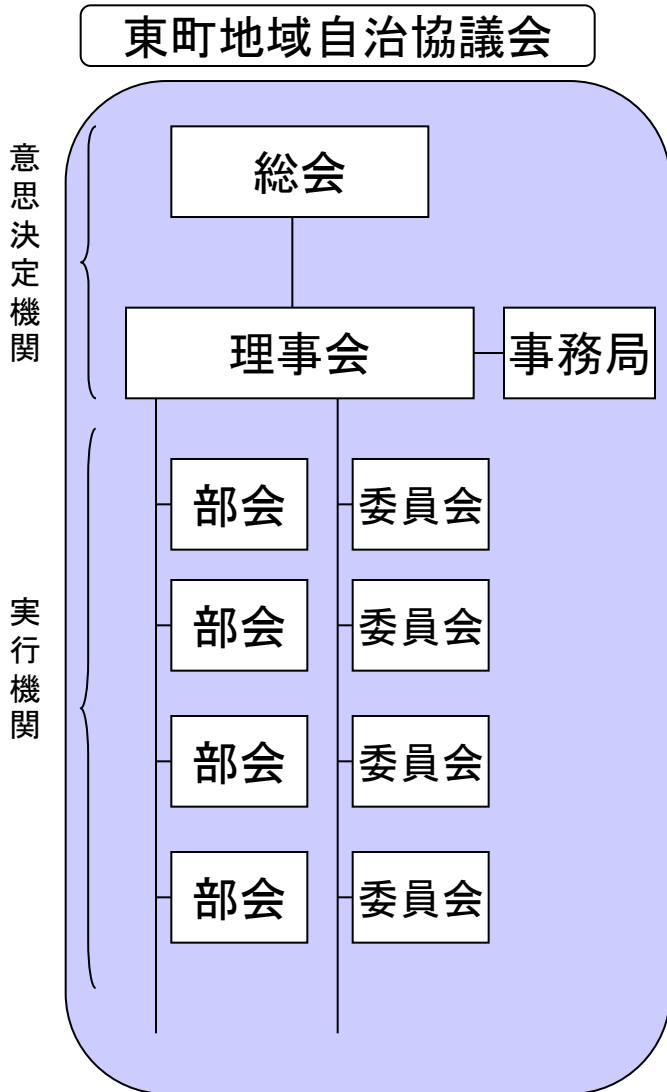 東町地域自治協議会
意思決定機関
総会
理事会
事務局
実行機関
部会
委員会
部会
委員会
部会
委員会
部会
委員会